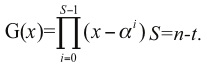 G(x)=∏_{i=0}^{S-1}(x-α^i) S=n-t.